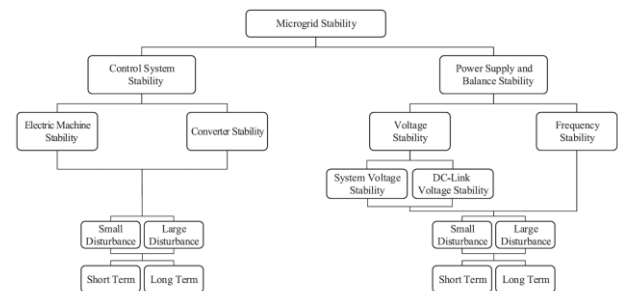 Microgrid Stability
Control System
Stability
Power Supply and
Balance Stability
Electric Machine
Stability
Converter Stability
Voltage
Stability
Frequency
Stability
System Voltage
Stability
DC-Link
Voltage Stability
Small
Disturbance
Large
Disturbance
Small
Disturbance
Large
Disturbance
Short Term
Long Term
Short Term
Long Term